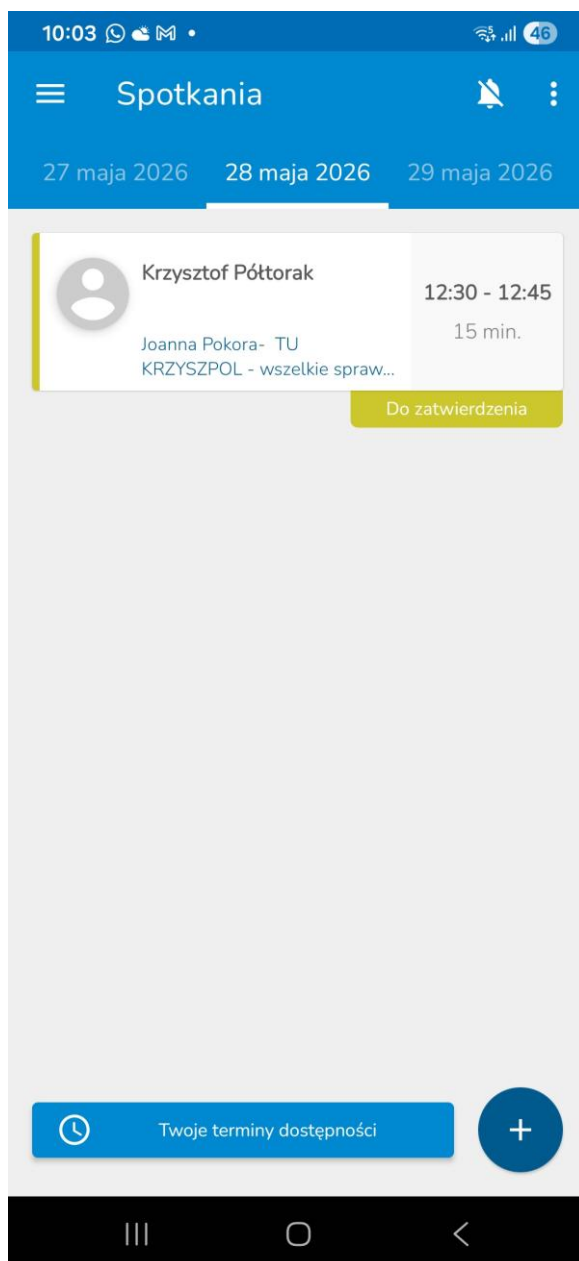 10:03
46
Spotkania
27 maja 2026 28 maja 2026 29 maja 2026
Krzysztof Półtorak
12:30 - 12:45
15 min.
Joanna Pokora- TU
KRZYSZPOL - wszelkie spraw...
Do zatwierdzenia
Twoje terminy dostępności
+